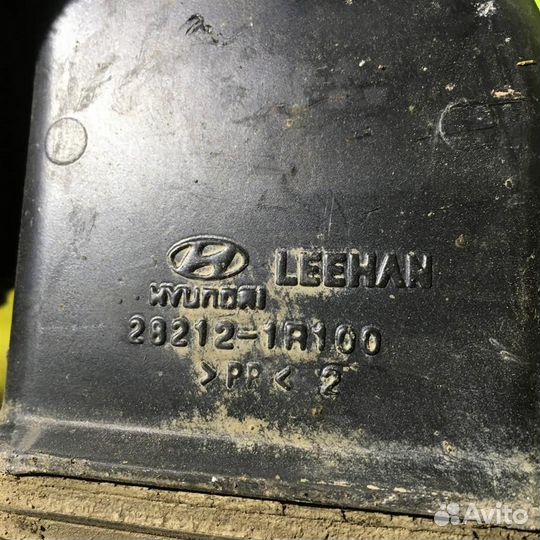 LEEHAN
HYUNDAI
28212-1R100
>PP< 2
Avito